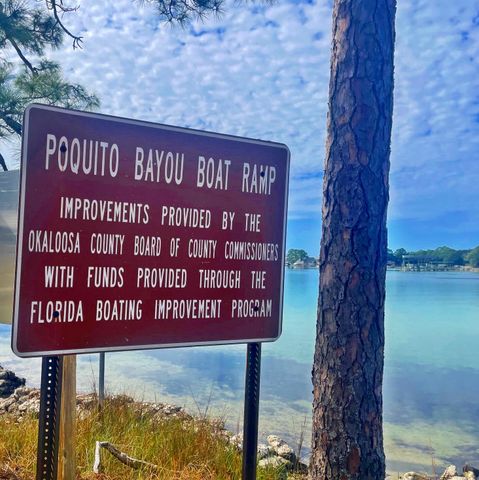 POQUITO BAYOU BOAT RAMP
IMPROVEMENTS PROVIDED BY THE
OKALOOSA COUNTY BOARD OF COUNTY COMMISSIONERS
WITH FUNDS PROVIDED THROUGH THE
FLORIDA BOATING IMPROVEMENT PROGRAM